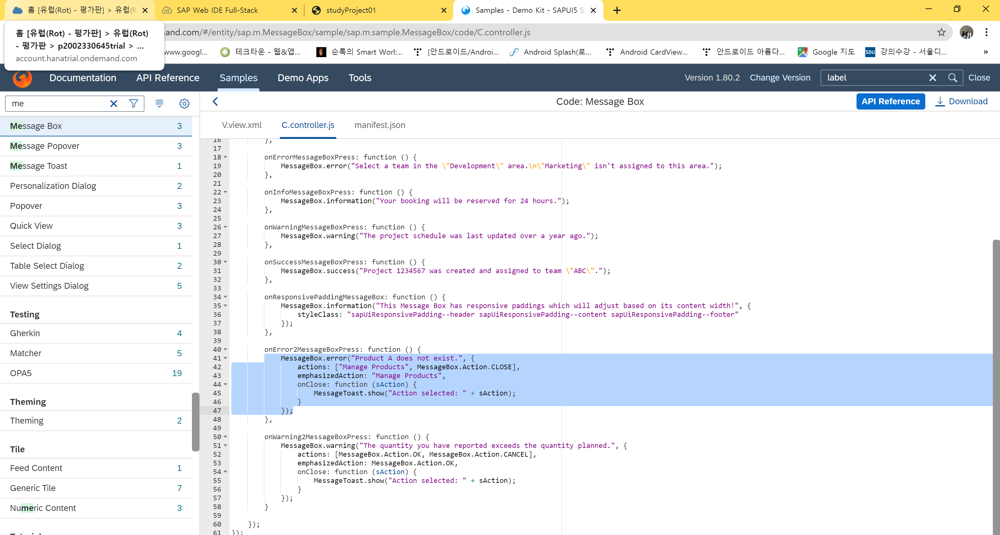 홈 [유럽(Rot) - 평가판] > 유럽(R
SAP Web IDE Full-Stack
studyProject01
Samples - Demo Kit - SAPUI5 S
홈 [유럽(Rot) - 평가판] > 유럽(Rot)
- 평가판 > p2002330645trial > ...
account.hanatrial.ondemand.com
and.com/#/entity/sap.m.MessageBox/sample/sap.m.sample.MessageBox/code/C.controller.js
www.googl...
테크타운 - 웹&앱...
순록의 Smart Worl:...
[안드로이드/Androi...
Android Splash(로...
Android CardView...
안드로이드 아름다...
Google 지도
SDU 강의수강 - 서울디...
»
Documentation
API Reference
Samples
Demo Apps
Tools
Version 1.80.2
Change Version
label
Close
me
Code: Message Box
API Reference
Download
V.view.xml
C.controller.js
manifest.json
Message Box 3
Message Popover 3
Message Toast 1
Personalization Dialog 2
Popover 3
Quick View 3
Select Dialog 1
Table Select Dialog 2
View Settings Dialog 5
Testing
Gherkin 4
Matcher 5
OPA5 19
Theming
Theming 2
Tile
Feed Content 1
Generic Tile 7
Numeric Content 3
16 },
17
18 onErrorMessageBoxPress: function () {
19 MessageBox.error("Select a team in the \"Development\" area.\n\"Marketing\" isn't assigned to this area.");
20 },
21
22 onInfoMessageBoxPress: function () {
23 MessageBox.information("Your booking will be reserved for 24 hours.");
24 },
25
26 onWarningMessageBoxPress: function () {
27 MessageBox.warning("The project schedule was last updated over a year ago.");
28 },
29
30 onSuccessMessageBoxPress: function () {
31 MessageBox.success("Project 1234567 was created and assigned to team \"ABC\".");
32 },
33
34 onResponsivePaddingMessageBox: function () {
35 MessageBox.information("This Message Box has responsive paddings which will adjust based on its content width!", {
36 styleClass: "sapUiResponsivePadding--header sapUiResponsivePadding--content sapUiResponsivePadding--footer"
37 });
38 },
39
40 onError2MessageBoxPress: function () {
41 MessageBox.error("Product A does not exist.", {
42 actions: ["Manage Products", MessageBox.Action.CLOSE],
43 emphasizedAction: "Manage Products",
44 onClose: function (sAction) {
45 MessageToast.show("Action selected: " + sAction);
46 }
47 });
48 },
49
50 onWarning2MessageBoxPress: function () {
51 MessageBox.warning("The quantity you have reported exceeds the quantity planned.", {
52 actions: [MessageBox.Action.OK, MessageBox.Action.CANCEL],
53 emphasizedAction: MessageBox.Action.OK,
54 onClose: function (sAction) {
55 MessageToast.show("Action selected: " + sAction);
56 }
57 });
58 }
59
60 });
61 });